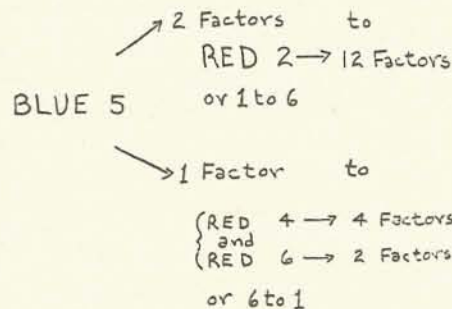 2 Factors to
RED 2 → 12 Factors
or 1 to 6
BLUE 5
1 Factor to
RED 4 → 4 Factors
and
RED 6 → 2 Factors
or 6 to 1